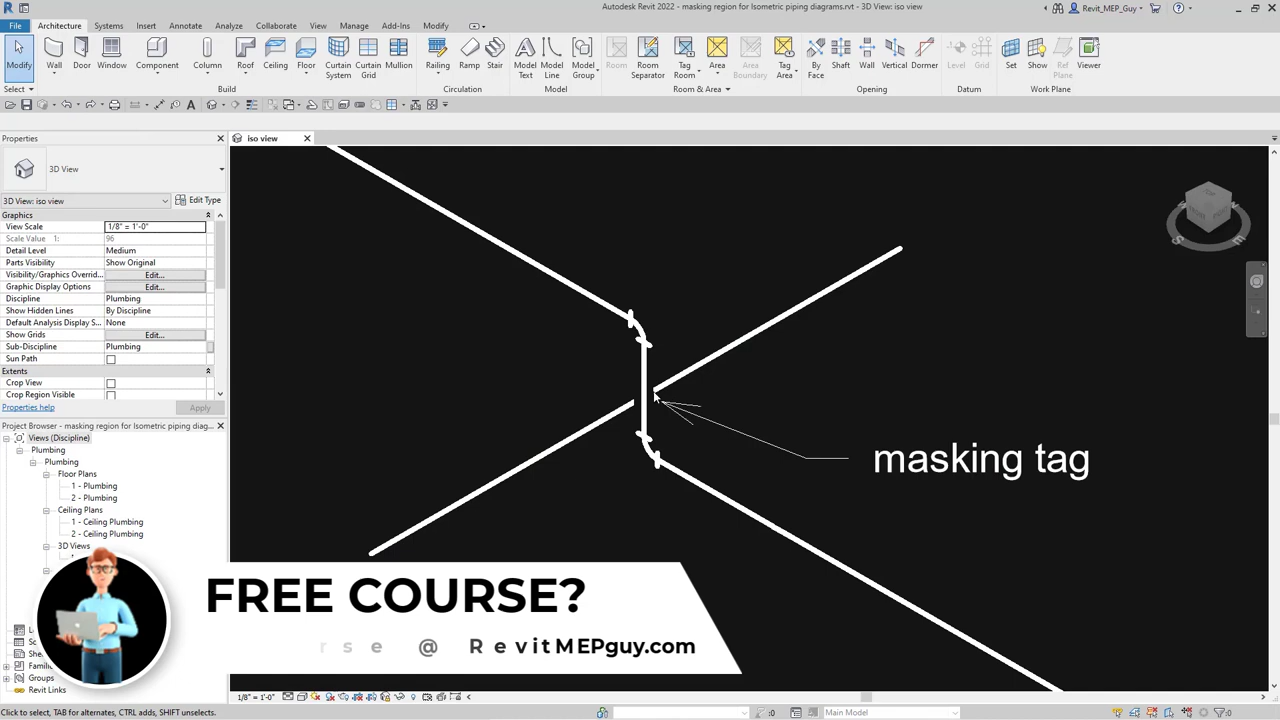 Autodesk Revit 2022 - masking region for Isometric piping diagrams.rvt - 3D View: iso view
Revit_MEP_Guy
File Architecture Systems Insert Annotate Analyze Collaborate View Manage Add-Ins Modify
Modify Wall Door Window Component Column Roof Ceiling Floor Curtain System Curtain Grid Mullion Railing Ramp Stair Model Text Model Line Model Group Room Room Separator Tag Room Area Area Boundary Tag Area By Face Shaft Wall Vertical Dormer Level Grid Set Show Ref Plane Viewer
Select Build Circulation Model Room & Area Opening Datum Work Plane
Properties
iso view
3D View
3D View: iso view
Edit Type
Graphics
View Scale 1/8" = 1'-0"
Scale Value 1: 96
Detail Level Medium
Parts Visibility Show Original
Visibility/Graphics Overrid... Edit...
Graphic Display Options Edit...
Discipline Plumbing
Show Hidden Lines By Discipline
Default Analysis Display S... None
Show Grids Edit...
Sub-Discipline Plumbing
Sun Path
Extents
Crop View
Crop Region Visible
Properties help Apply
Project Browser - masking region for Isometric piping diag...
Views (Discipline)
Plumbing
Plumbing
Floor Plans
1 - Plumbing
2 - Plumbing
Ceiling Plans
1 - Ceiling Plumbing
2 - Ceiling Plumbing
3D Views
Groups
Revit Links
masking tag
FREE COURSE?
r s e @ RevitMEPguy.com
1/8" = 1'-0"
Click to select, TAB for alternates, CTRL adds, SHIFT unselects.
:0
Main Model
:0